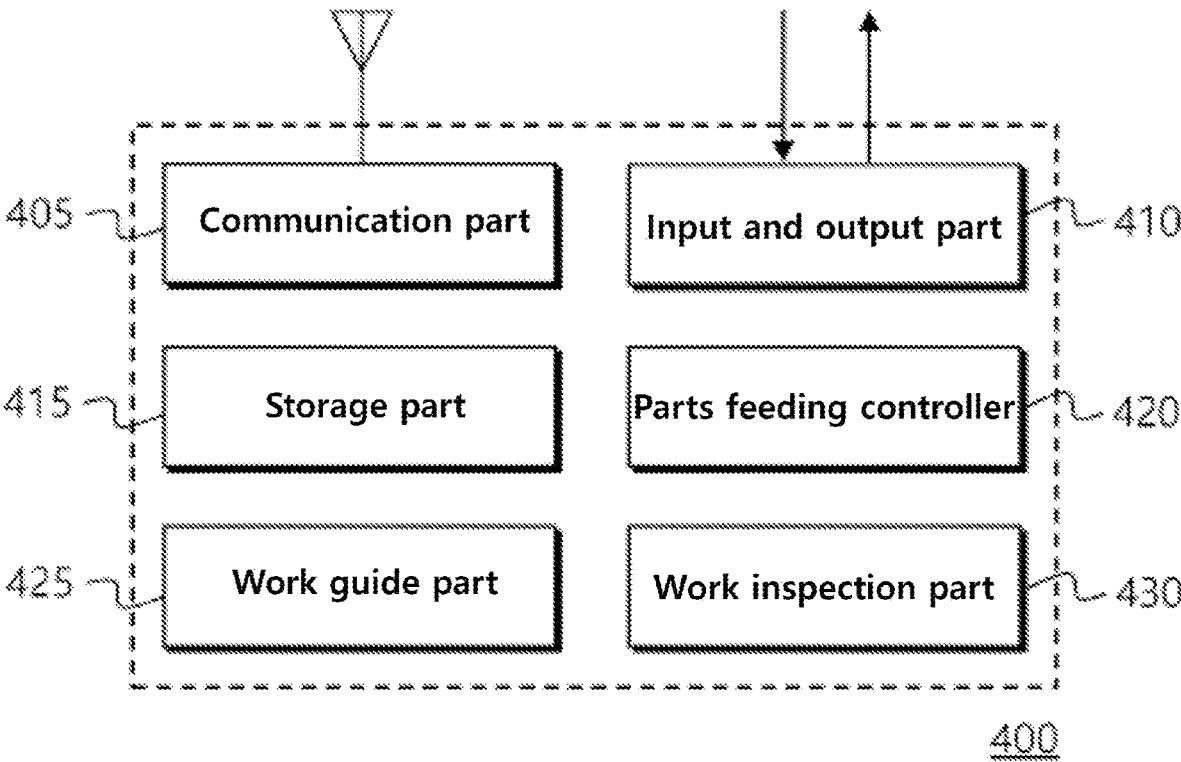 405
Communication part
Input and output part
410
415
Storage part
Parts feeding controller
420
425
Work guide part
Work inspection part
430
400